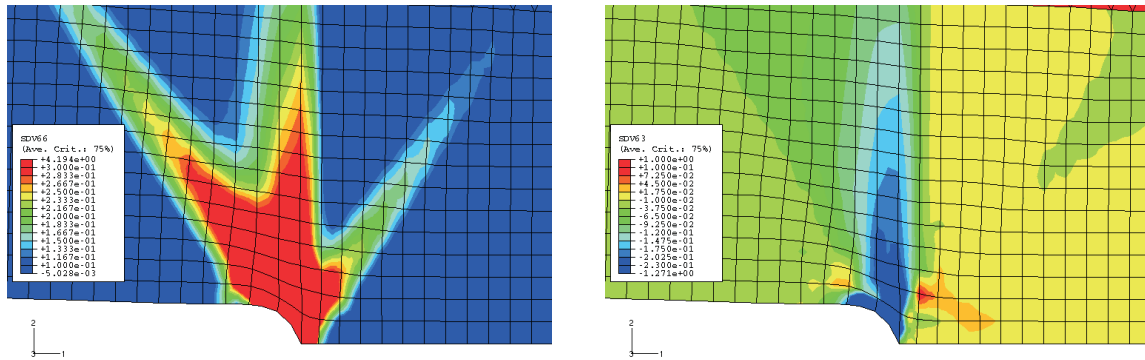 SDV66
(Ave. Crit.: 75%)
+4.194e+00
+3.000e-01
+2.833e-01
+2.667e-01
+2.500e-01
+2.333e-01
+2.167e-01
+2.000e-01
+1.833e-01
+1.667e-01
+1.500e-01
+1.333e-01
+1.167e-01
+1.000e-01
-5.028e-03
2
3
1
SDV63
(Ave. Crit.: 75%)
+1.000e+00
+1.000e-01
+7.250e-02
+4.500e-02
+1.750e-02
-1.000e-02
-3.750e-02
-6.500e-02
-9.250e-02
-1.200e-01
-1.475e-01
-1.750e-01
-2.025e-01
-2.300e-01
-1.271e+00
2
3
1